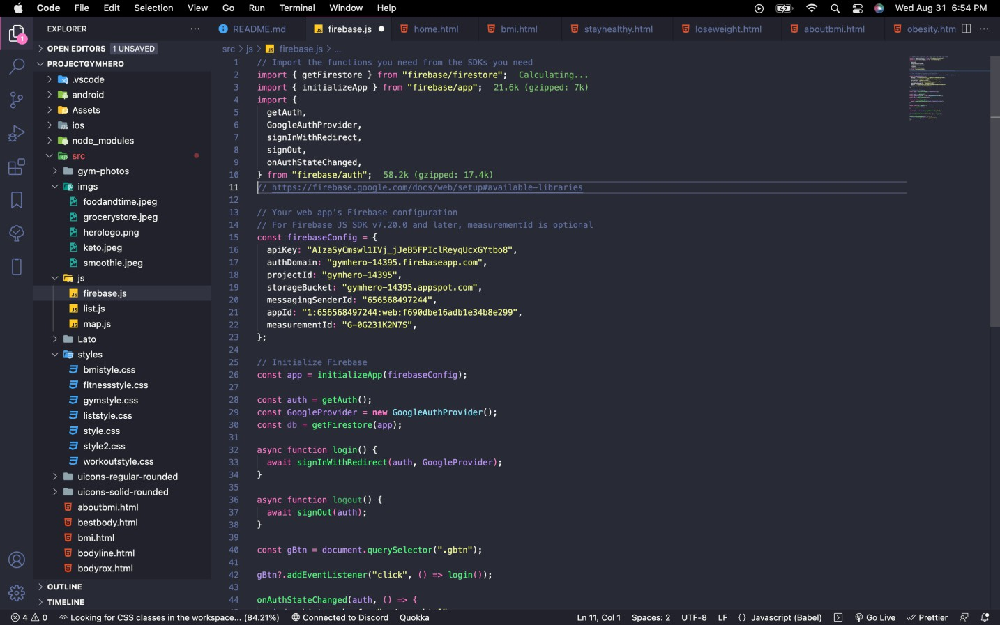 Code File Edit Selection View Go Run Terminal Window Help Wed Aug 31 6:54 PM
EXPLORER ···
README.md firebase.js home.html bmi.html stayhealthy.html loseweight.html aboutbmi.html obesity.htm
OPEN EDITORS 1 UNSAVED
PROJECTGYMHERO
.vscode
android
Assets
ios
node_modules
src
gym-photos
imgs
foodandtime.jpeg
grocerystore.jpeg
herologo.png
keto.jpeg
smoothie.jpeg
js
firebase.js
list.js
map.js
Lato
styles
bmistyle.css
fitnessstyle.css
gymstyle.css
liststyle.css
style.css
style2.css
workoutstyle.css
uicons-regular-rounded
uicons-solid-rounded
aboutbmi.html
bestbody.html
bmi.html
bodyline.html
bodyrox.html
OUTLINE
TIMELINE
src > js > firebase.js > ...
1 // Import the functions you need from the SDKs you need
2 import { getFirestore } from "firebase/firestore"; Calculating...
3 import { initializeApp } from "firebase/app"; 21.6k (gzipped: 7k)
4 import {
5 getAuth,
6 GoogleAuthProvider,
7 signInWithRedirect,
8 signOut,
9 onAuthStateChanged,
10 } from "firebase/auth"; 58.2k (gzipped: 17.4k)
11 // https://firebase.google.com/docs/web/setup#available-libraries
12
13 // Your web app's Firebase configuration
14 // For Firebase JS SDK v7.20.0 and later, measurementId is optional
15 const firebaseConfig = {
16 apiKey: "AIzaSyCmswl1IVj_jJeB5FPIclReyqUcxGYtbo8",
17 authDomain: "gymhero-14395.firebaseapp.com",
18 projectId: "gymhero-14395",
19 storageBucket: "gymhero-14395.appspot.com",
20 messagingSenderId: "656568497244",
21 appId: "1:656568497244:web:f690dbe16adb1e34b8e299",
22 measurementId: "G-0G231K2N7S",
23 };
24
25 // Initialize Firebase
26 const app = initializeApp(firebaseConfig);
27
28 const auth = getAuth();
29 const GoogleProvider = new GoogleAuthProvider();
30 const db = getFirestore(app);
31
32 async function login() {
33 await signInWithRedirect(auth, GoogleProvider);
34 }
35
36 async function logout() {
37 await signOut(auth);
38 }
39
40 const gBtn = document.querySelector(".gbtn");
41
42 gBtn?.addEventListener("click", () => login());
43
44 onAuthStateChanged(auth, () => {
4 0 Looking for CSS classes in the workspace... (84.21%) Connected to Discord Quokka Ln 11, Col 1 Spaces: 2 UTF-8 LF {} Javascript (Babel) Go Live Prettier